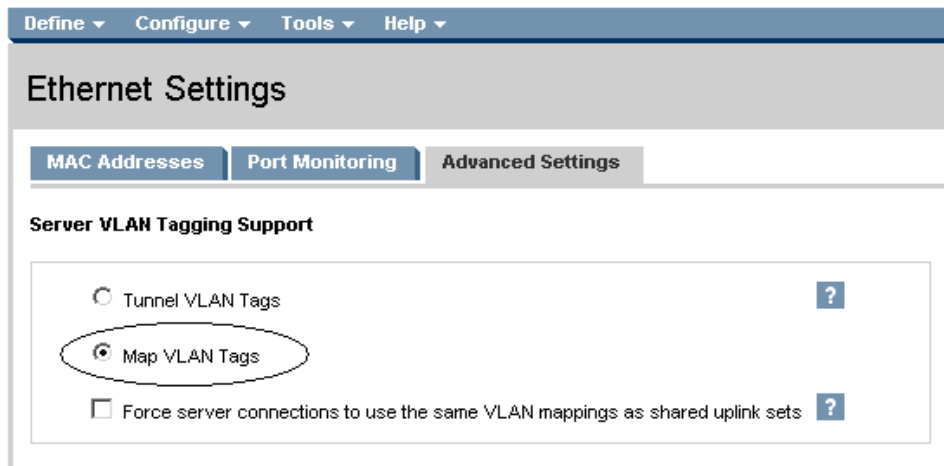 Define Configure Tools Help
Ethernet Settings
MAC Addresses Port Monitoring Advanced Settings
Server VLAN Tagging Support
Tunnel VLAN Tags ?
Map VLAN Tags
Force server connections to use the same VLAN mappings as shared uplink sets ?